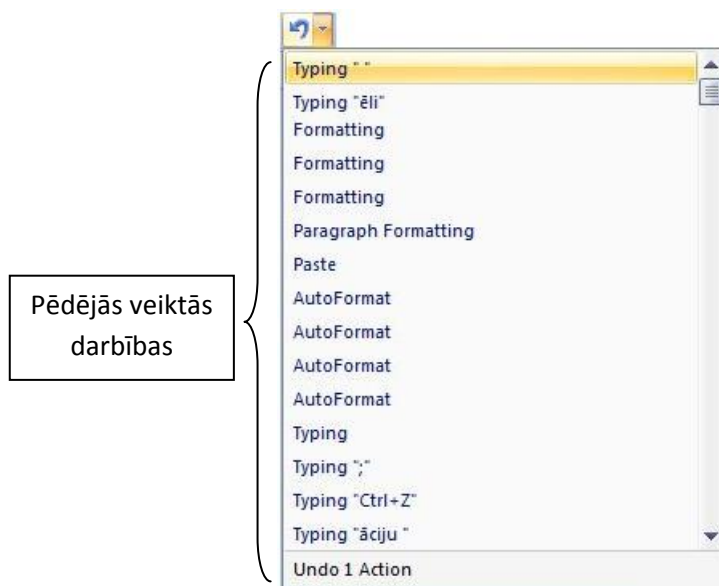 Typing " "
Typing "ēli"
Formatting
Formatting
Formatting
Paragraph Formatting
Paste
AutoFormat
AutoFormat
AutoFormat
AutoFormat
Typing
Typing ";"
Typing "Ctrl+Z"
Typing "āciju "
Undo 1 Action
Pēdējās veiktās
darbības